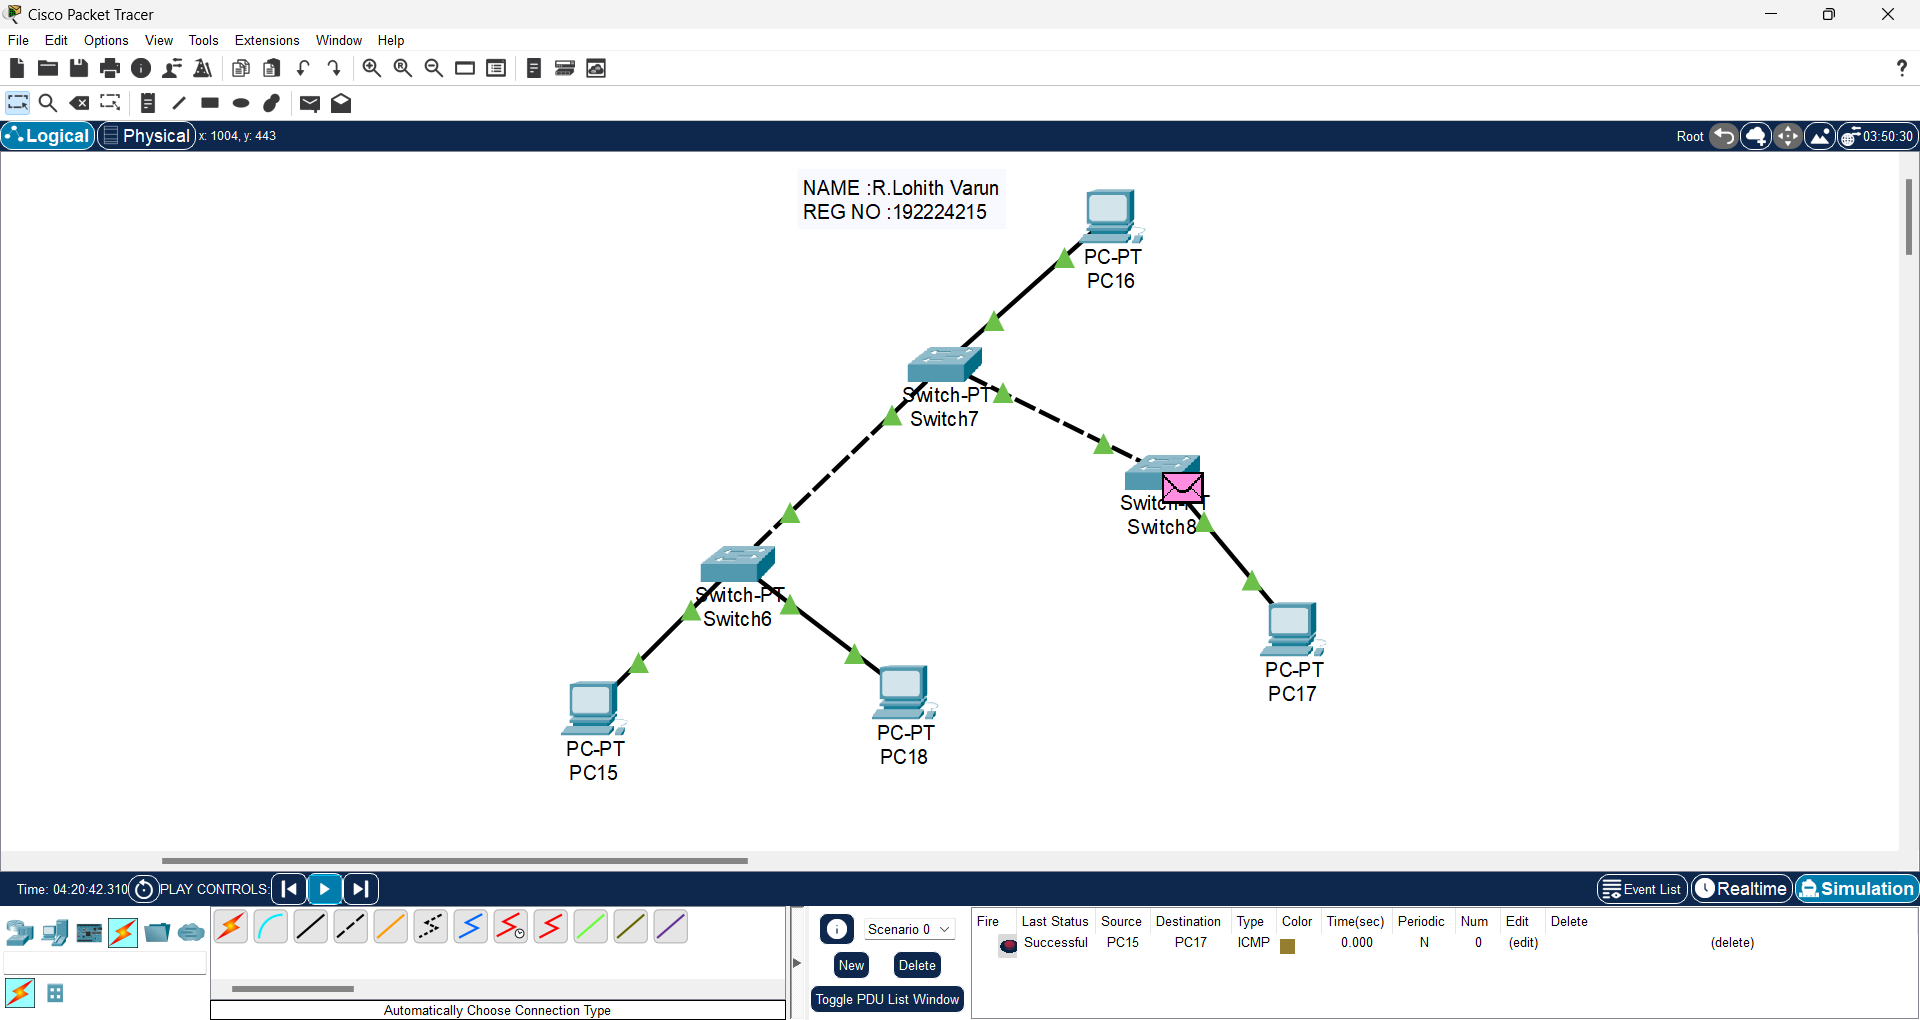 Cisco Packet Tracer
File Edit Options View Tools Extensions Window Help
?
Logical Physical x: 1004, y: 443 Root 03:50:30
NAME :R.Lohith Varun
REG NO :192224215
PC-PT
PC16
Switch-PT
Switch7
Switch-PT
Switch8
Switch-PT
Switch6
PC-PT
PC17
PC-PT
PC15
PC-PT
PC18
Time: 04:20:42.310 PLAY CONTROLS: Event List Realtime Simulation
Scenario 0
New Delete
Toggle PDU List Window
Fire Last Status Source Destination Type Color Time(sec) Periodic Num Edit Delete
Successful PC15 PC17 ICMP 0.000 N 0 (edit) (delete)
Automatically Choose Connection Type